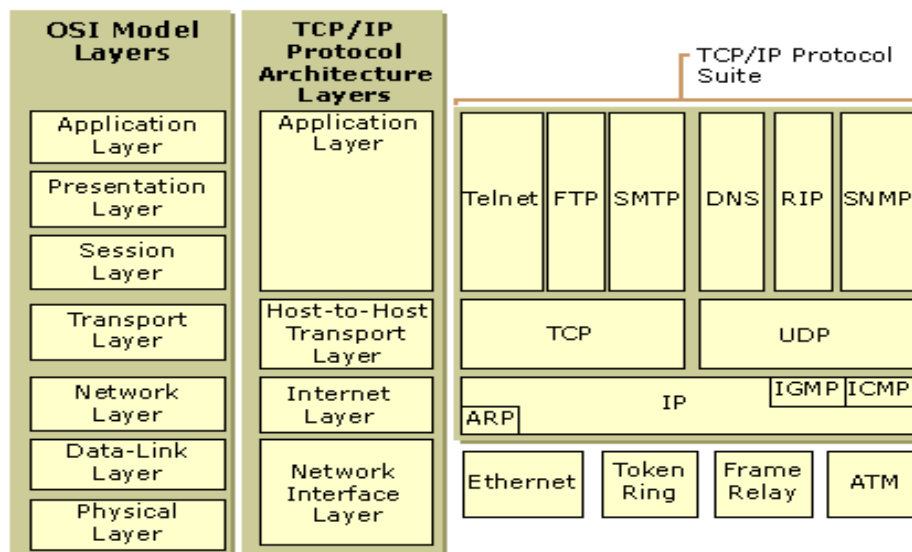 OSI Model
Layers
Application
Layer
Presentation
Layer
Session
Layer
Transport
Layer
Network
Layer
Data-Link
Layer
Physical
Layer
TCP/IP
Protocol
Architecture
Layers
Application
Layer
Host-to-Host
Transport
Layer
Internet
Layer
Network
Interface
Layer
TCP/IP Protocol
Suite
Telnet
FTP
SMTP
DNS
RIP
SNMP
TCP
UDP
IP
IGMP
ICMP
ARP
Ethernet
Token
Ring
Frame
Relay
ATM